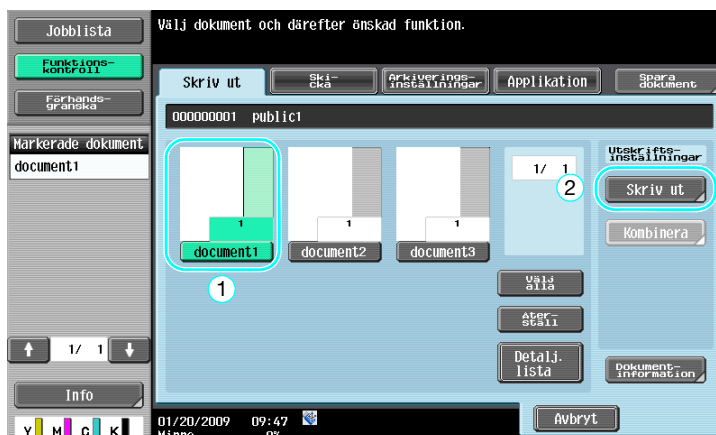 Jobblista
Funktions-
kontroll
Förhands-
granska
Markerade dokument
document1
1/ 1
Info
Y M C K
Välj dokument och därefter önskad funktion.
Skriv ut
Ski-
cka
Arkiverings-
inställningar
Applikation
Spara
dokument
000000001 public1
1
document1
1
document2
1
document3
1/ 1
1
2
Välj
alla
Åter-
ställ
Detalj.
lista
Utskrifts-
inställningar
Skriv ut
Kombinera
Dokument-
information
01/20/2009 09:47
Minne 0%
Avbryt